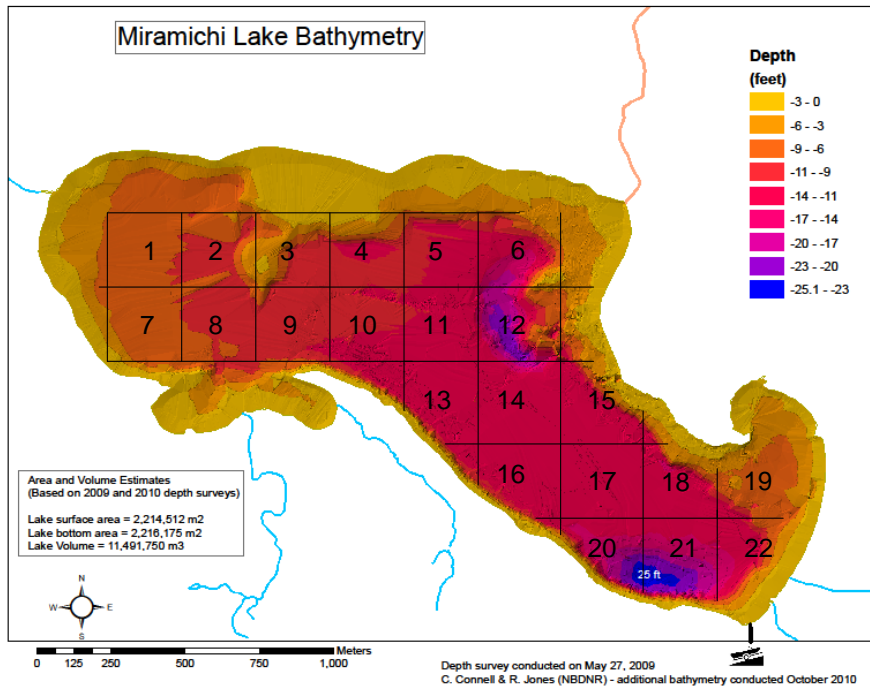 Miramichi Lake Bathymetry
Depth
(feet)
-3 - 0
-6 - -3
-9 - -6
-11 - -9
-14 - -11
-17 - -14
-20 - -17
-23 - -20
-25.1 - -23
1
2
3
4
5
6
7
8
9
10
11
12
13
14
15
16
17
18
19
20
21
22
25 ft
Area and Volume Estimates
(Based on 2009 and 2010 depth surveys)
Lake surface area = 2,214,512 m2
Lake bottom area = 2,216,175 m2
Lake Volume = 11,491,750 m3
N
W
E
S
0
125
250
500
750
1,000
Meters
Depth survey conducted on May 27, 2009
C. Connell & R. Jones (NBDNR) - additional bathymetry conducted October 2010